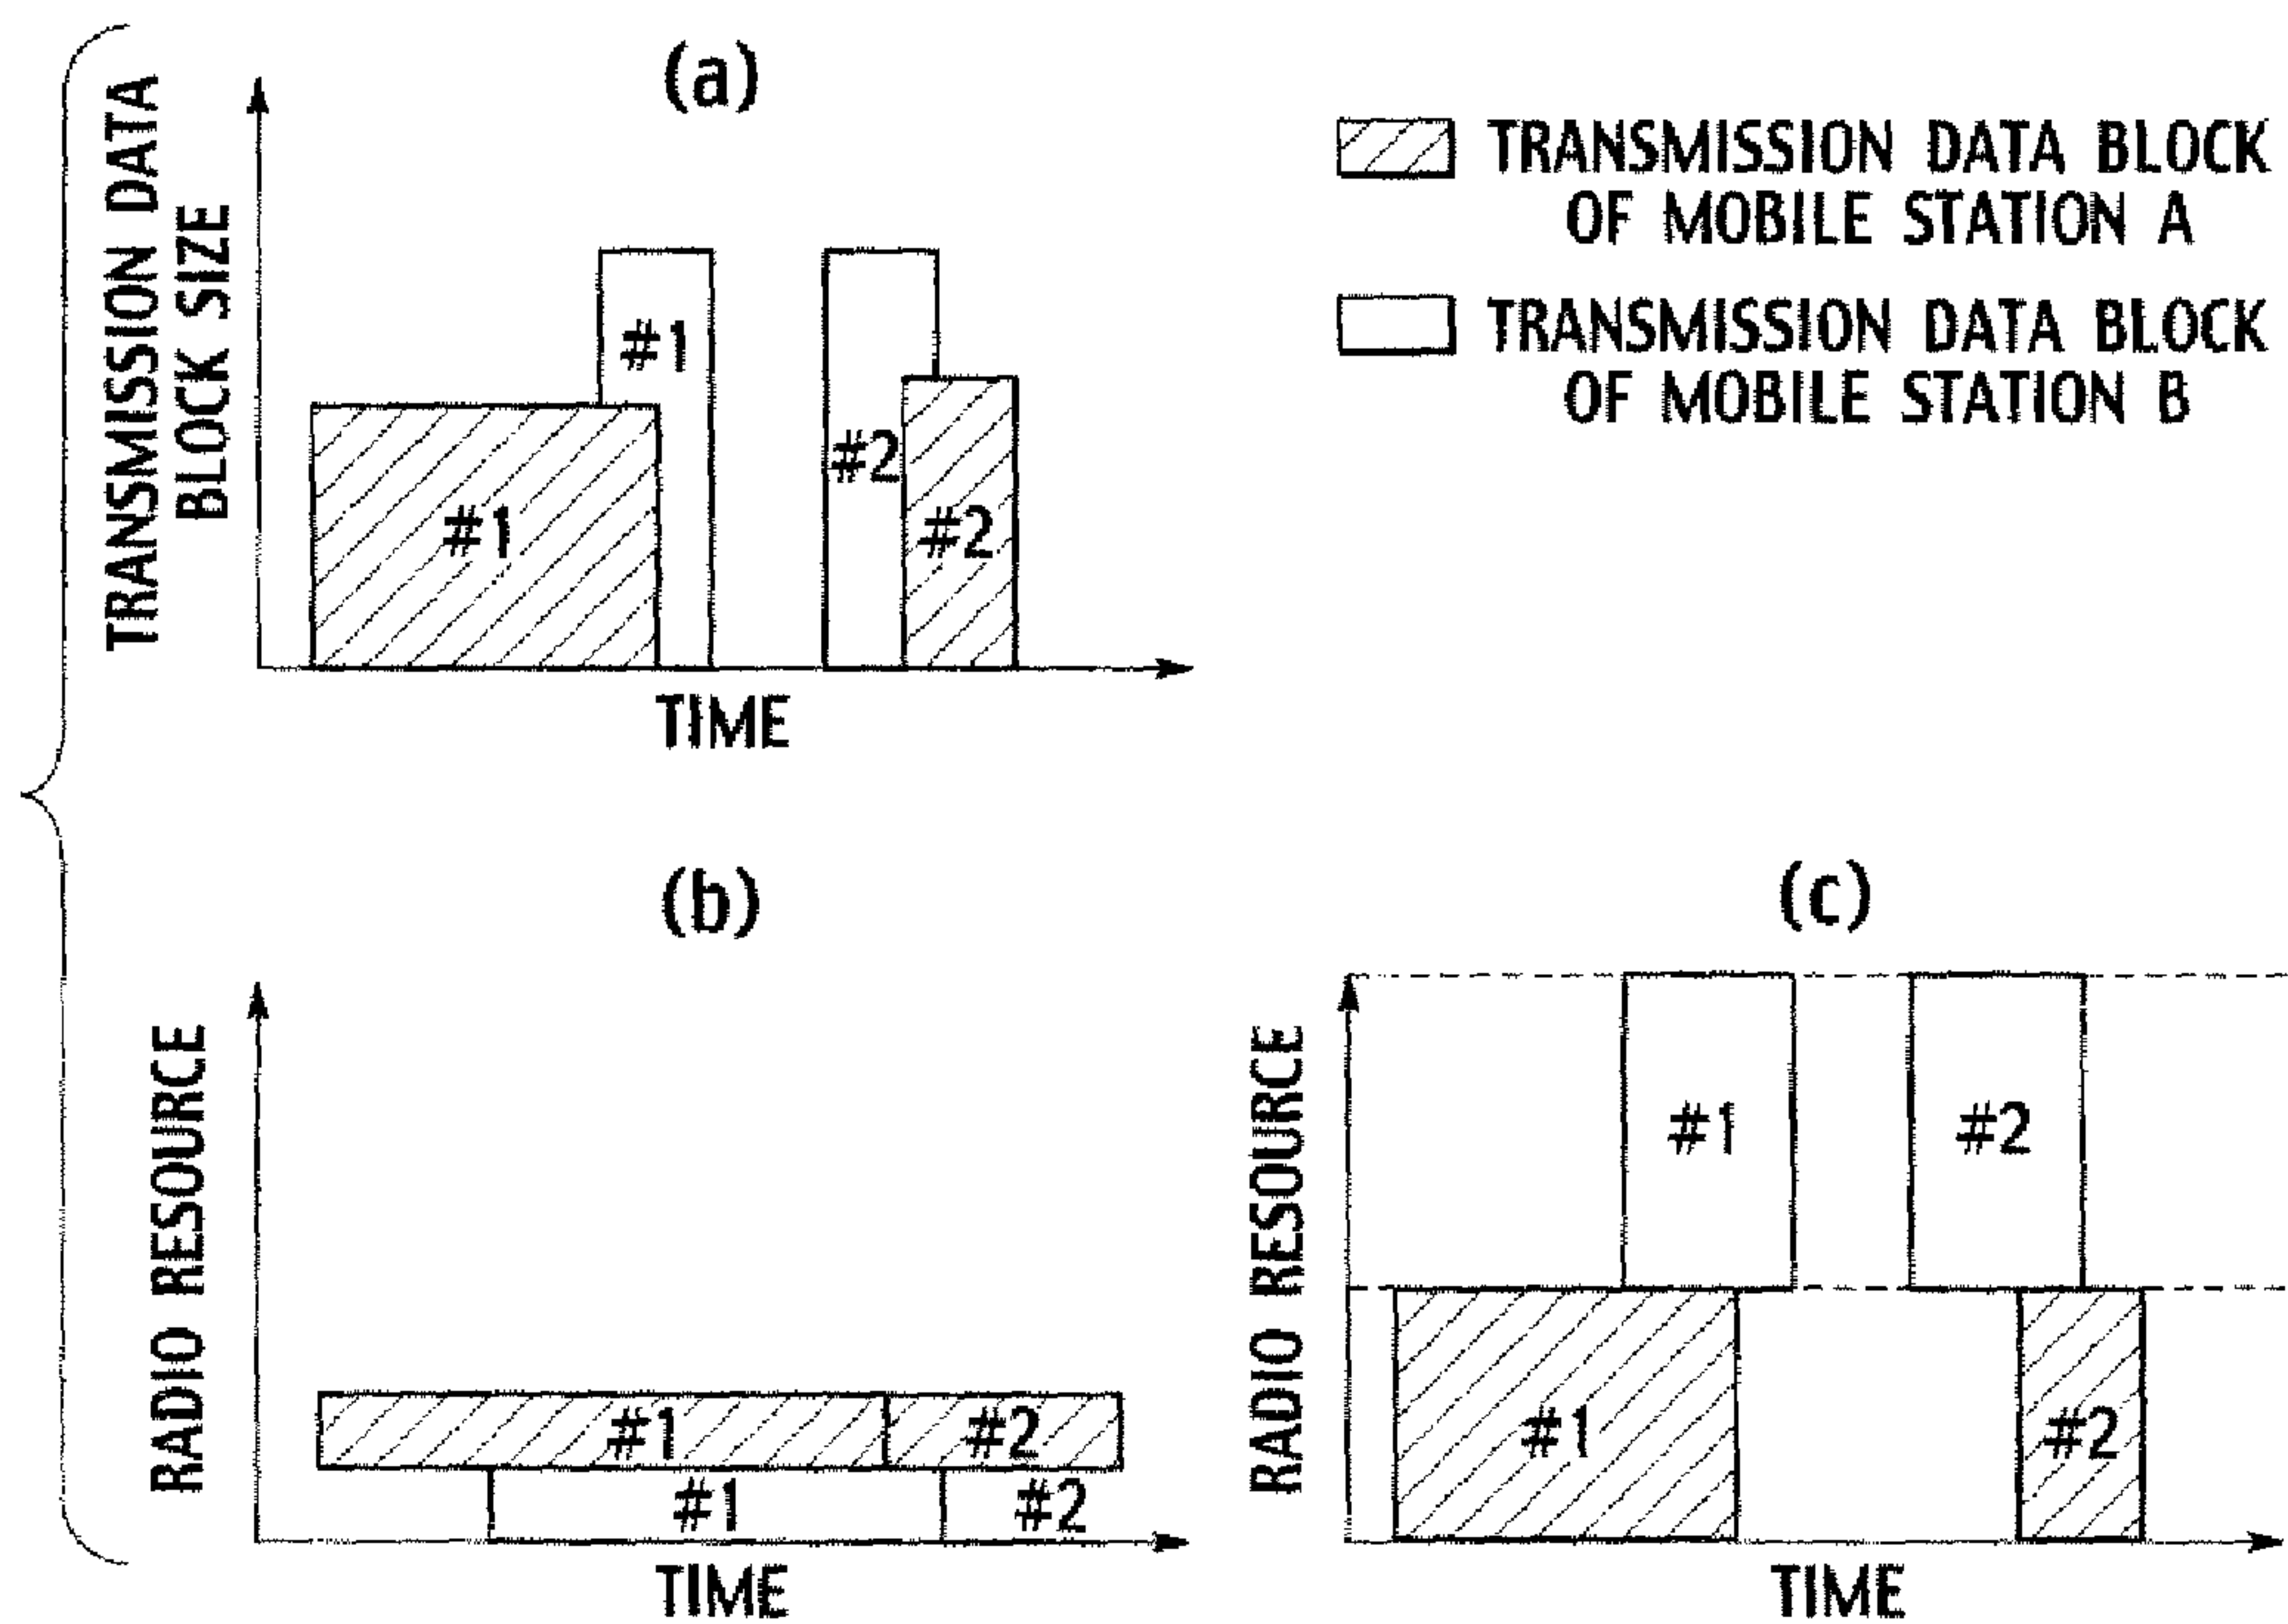 (a)
TRANSMISSION DATA
BLOCK SIZE
#1
#1
#2
#2
TIME
TRANSMISSION DATA BLOCK
OF MOBILE STATION A
TRANSMISSION DATA BLOCK
OF MOBILE STATION B
(b)
RADIO RESOURCE
#1
#2
#1
#2
TIME
(c)
RADIO RESOURCE
#1
#2
#1
#2
TIME